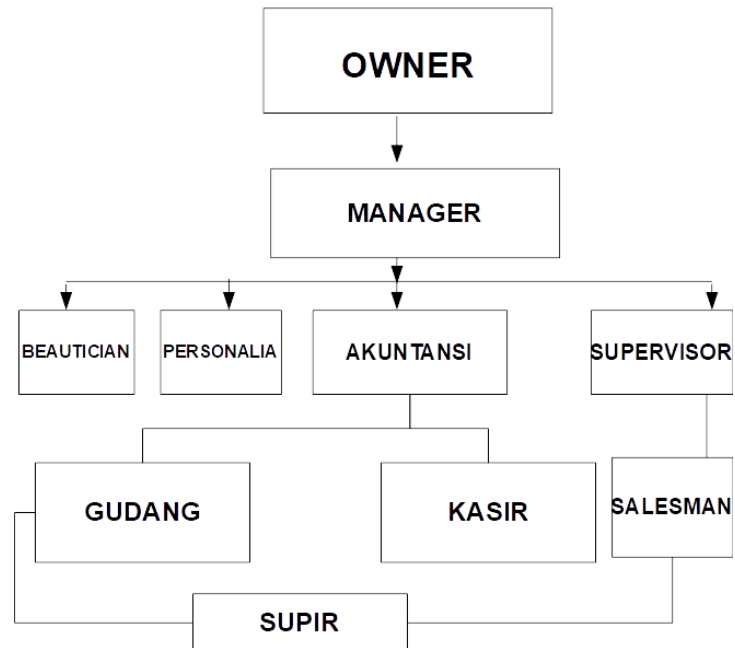 OWNER
MANAGER
BEAUTICIAN
PERSONALIA
AKUNTANSI
SUPERVISOR
GUDANG
KASIR
SALESMAN
SUPIR